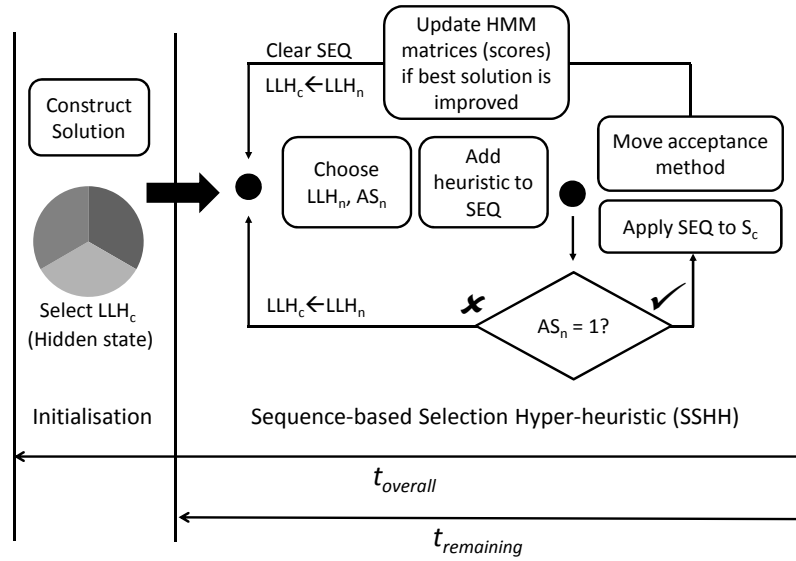 Construct
Solution
Select LLHc
(Hidden state)
Initialisation
Clear SEQ
LLHc←LLHn
Update HMM
matrices (scores)
if best solution is
improved
Choose
LLHn, ASn
Add
heuristic to
SEQ
Move acceptance
method
Apply SEQ to Sc
LLHc←LLHn
✘
✓
ASn = 1?
Sequence-based Selection Hyper-heuristic (SSHH)
toverall
tremaining